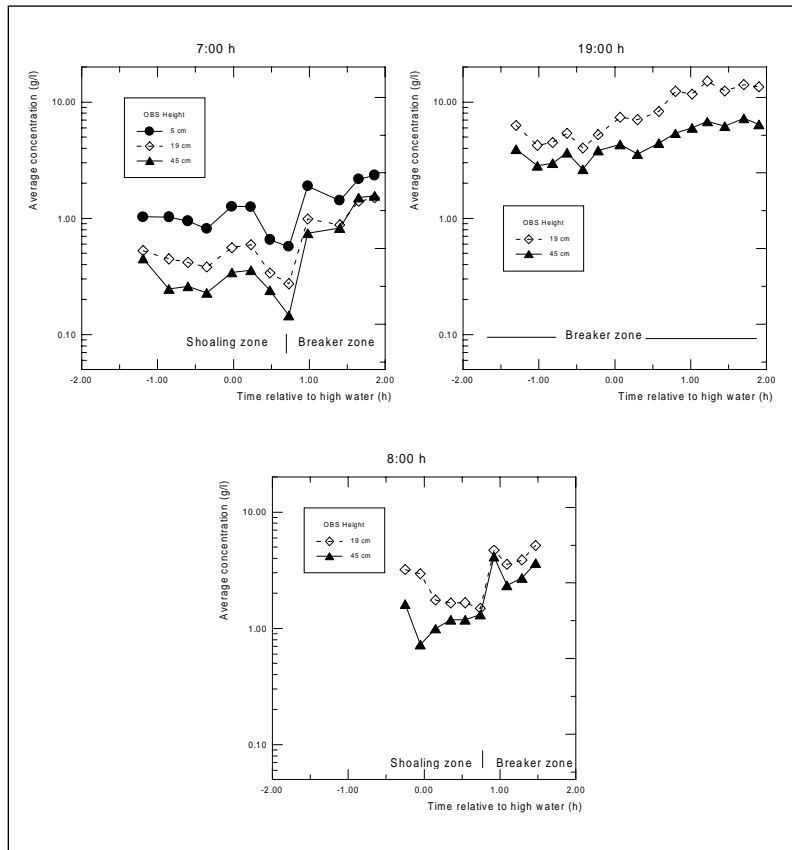 7:00 h
Average concentration (g/l)
10.00
1.00
0.10
OBS Height
5 cm
19 cm
45 cm
Shoaling zone
Breaker zone
-2.00 -1.00 0.00 1.00 2.00
Time relative to high water (h)
19:00 h
Average concentration (g/l)
10.00
1.00
0.10
OBS Height
19 cm
45 cm
Breaker zone
-2.00 -1.00 0.00 1.00 2.00
Time relative to high water (h)
8:00 h
Average concentration (g/l)
10.00
1.00
0.10
OBS Height
19 cm
45 cm
Shoaling zone
Breaker zone
-2.00 -1.00 0.00 1.00 2.00
Time relative to high water (h)